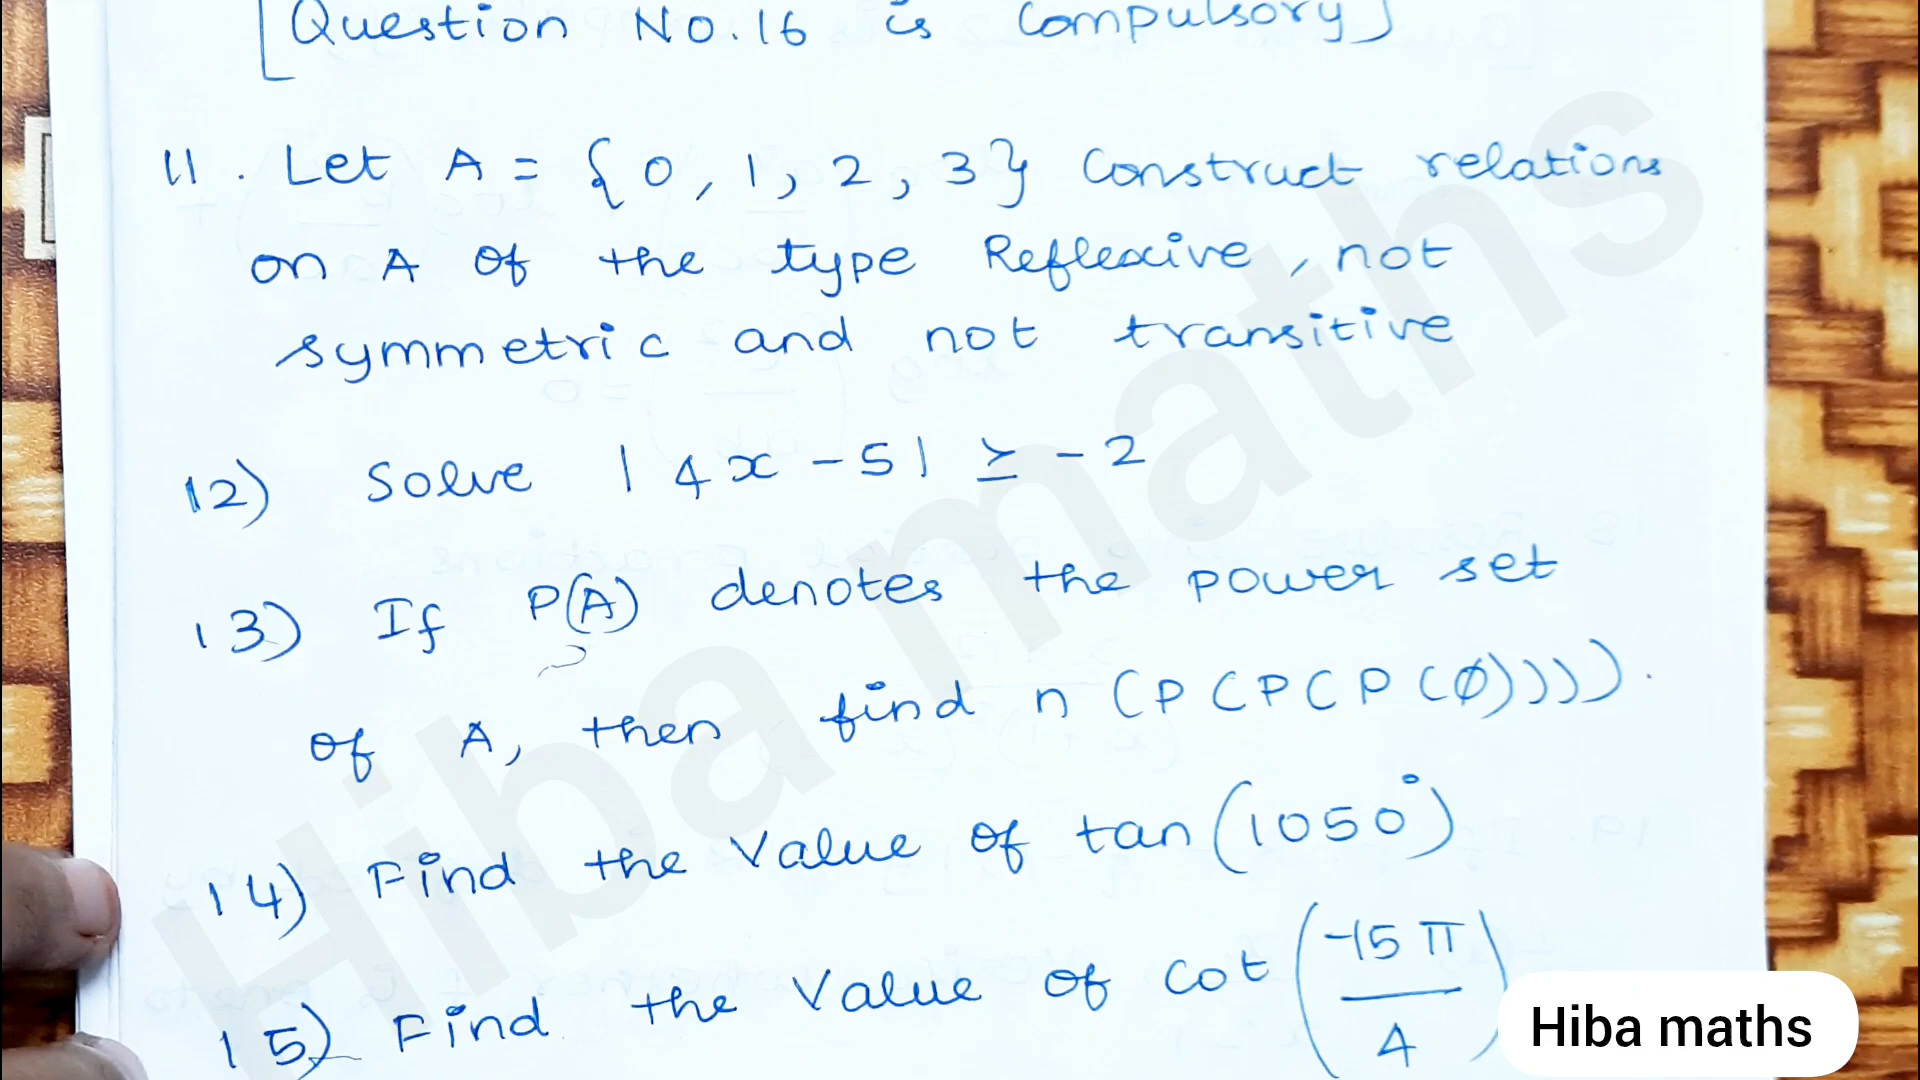 [Question No.16 is Compulsory]
11. Let A = {0, 1, 2, 3} Construct relations
on A of the type Reflexive, not
symmetric and not transitive
12) Solve |4x - 5| ≥ -2
13) If P(A) denotes the power set
of A, then find n (P(P(P(∅)))).
14) Find the Value of tan(1050°)
15) Find the Value of Cot(-15π/4)
Hiba maths
Hiba maths